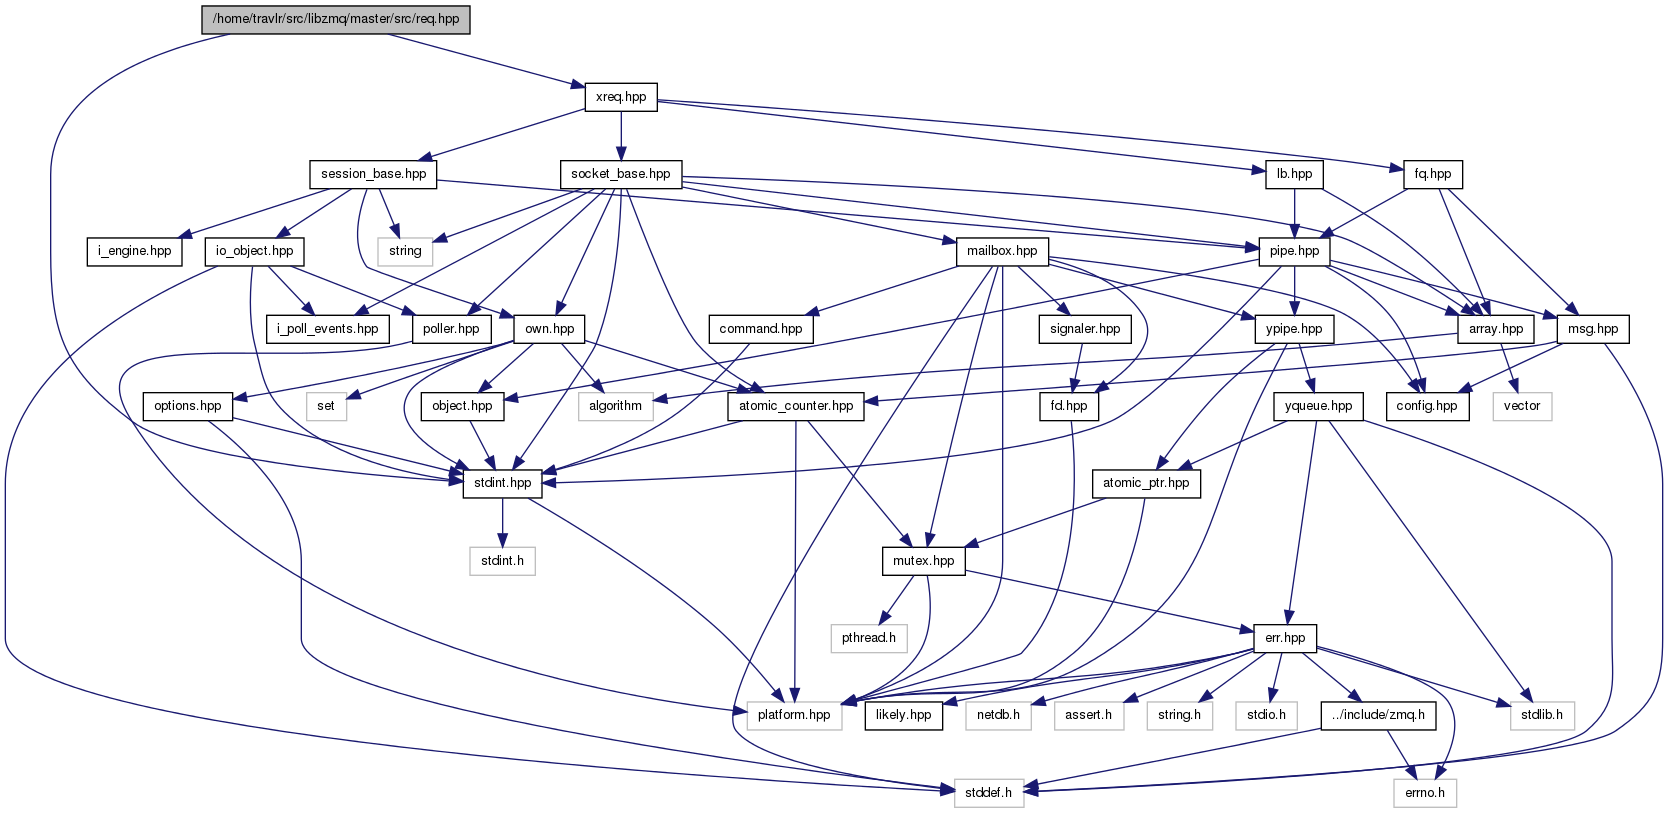 /home/travlr/src/libzmq/master/src/req.hpp
xreq.hpp
session_base.hpp
socket_base.hpp
lb.hpp
fq.hpp
i_engine.hpp
io_object.hpp
string
mailbox.hpp
pipe.hpp
i_poll_events.hpp
poller.hpp
own.hpp
command.hpp
signaler.hpp
ypipe.hpp
array.hpp
msg.hpp
options.hpp
set
object.hpp
algorithm
atomic_counter.hpp
fd.hpp
yqueue.hpp
config.hpp
vector
stdint.hpp
atomic_ptr.hpp
stdint.h
mutex.hpp
pthread.h
err.hpp
platform.hpp
likely.hpp
netdb.h
assert.h
string.h
stdio.h
../include/zmq.h
stdlib.h
stddef.h
errno.h